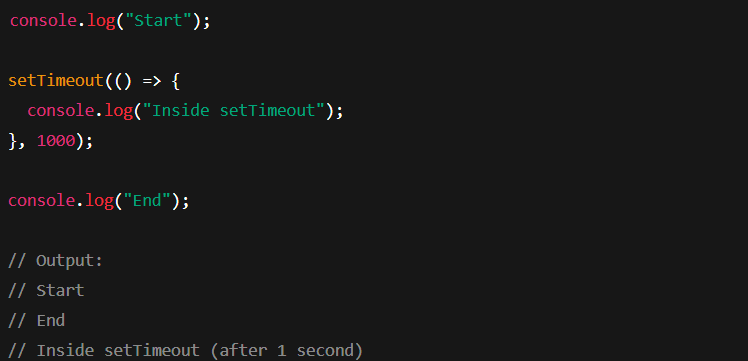 console.log("Start");
setTimeout(() => {
  console.log("Inside setTimeout");
}, 1000);
console.log("End");
// Output:
// Start
// End
// Inside setTimeout (after 1 second)